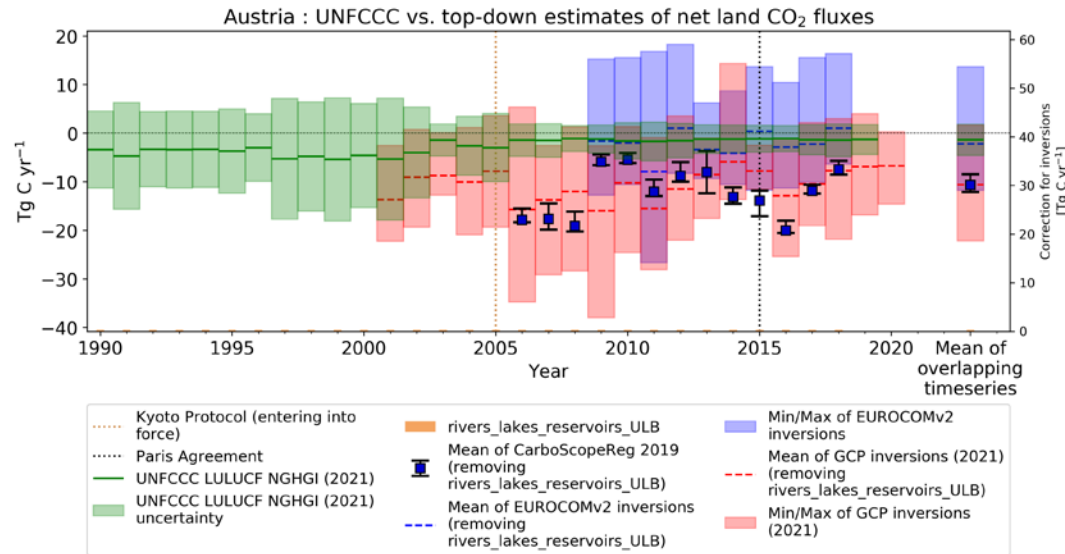 Austria : UNFCCC vs. top-down estimates of net land CO₂ fluxes
20
10
0
−10
−20
−30
−40
Tg C yr⁻¹
60
50
40
30
20
10
0
Correction for inversions
[Tg C yr⁻¹]
1990
1995
2000
2005
2010
2015
2020
Mean of
overlapping
timeseries
Year
Kyoto Protocol (entering into
force)
Paris Agreement
UNFCCC LULUCF NGHGI (2021)
UNFCCC LULUCF NGHGI (2021)
uncertainty
rivers_lakes_reservoirs_ULB
Mean of CarboScopeReg 2019
(removing
rivers_lakes_reservoirs_ULB)
Mean of EUROCOMv2 inversions
(removing
rivers_lakes_reservoirs_ULB)
Min/Max of EUROCOMv2
inversions
Mean of GCP inversions (2021)
(removing
rivers_lakes_reservoirs_ULB)
Min/Max of GCP inversions
(2021)